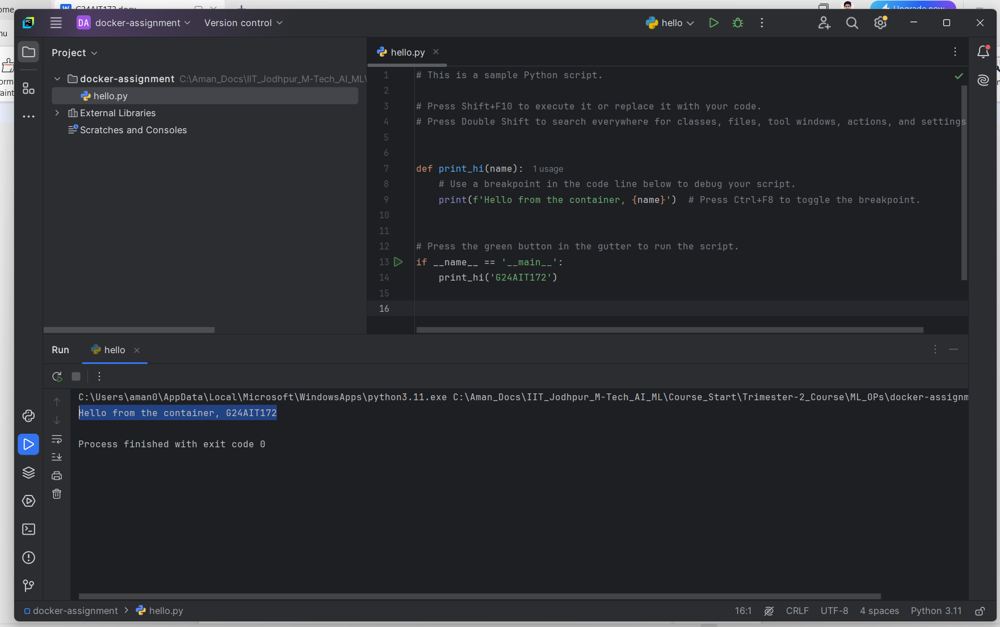 G24AIT172.docx
Upgrade now
DA docker-assignment Version control
hello
Project
docker-assignment C:\Aman_Docs\IIT_Jodhpur_M-Tech_AI_ML\
hello.py
External Libraries
Scratches and Consoles
hello.py
1 # This is a sample Python script.
2
3 # Press Shift+F10 to execute it or replace it with your code.
4 # Press Double Shift to search everywhere for classes, files, tool windows, actions, and settings
5
6
7 def print_hi(name): 1 usage
8 # Use a breakpoint in the code line below to debug your script.
9 print(f'Hello from the container, {name}') # Press Ctrl+F8 to toggle the breakpoint.
10
11
12 # Press the green button in the gutter to run the script.
13 if __name__ == '__main__':
14 print_hi('G24AIT172')
15
16
Run hello
C:\Users\aman0\AppData\Local\Microsoft\WindowsApps\python3.11.exe C:\Aman_Docs\IIT_Jodhpur_M-Tech_AI_ML\Course_Start\Trimester-2_Course\ML_OPs\docker-assignm
Hello from the container, G24AIT172
Process finished with exit code 0
docker-assignment > hello.py
16:1 CRLF UTF-8 4 spaces Python 3.11